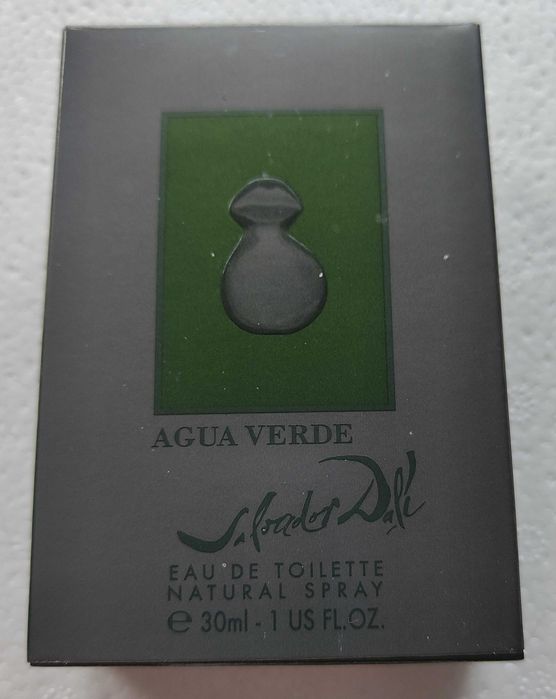 AGUA VERDE
Salvador Dalí
EAU DE TOILETTE
NATURAL SPRAY
℮ 30ml - 1 US FL.OZ.